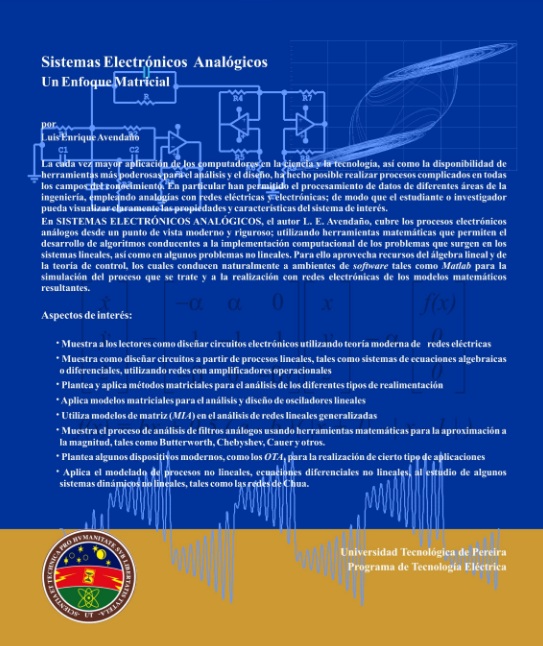 Sistemas Electrónicos Analógicos
Un Enfoque Matricial
R
R4
R7
por
Luis Enrique Avendaño
C1
C2
R5
La cada vez mayor aplicación de los computadores en la ciencia y la tecnología, así como la disponibilidad de
herramientas más poderosas para el análisis y el diseño, ha hecho posible realizar procesos complicados en todas
los campos del conocimiento. En particular han permitido el procesamiento de datos de diferentes áreas de la
ingeniería, empleando analogías con redes eléctricas y electrónicas; de modo que el estudiante o investigador
pueda visualizar claramente las propiedades y características del sistema de interés.
En SISTEMAS ELECTRÓNICOS ANALÓGICOS, el autor L. E. Avendaño, cubre los procesos electrónicos
análogos desde un punto de vista moderno y riguroso; utilizando herramientas matemáticas que permiten el
desarrollo de algoritmos conducentes a la implementación computacional de los problemas que surgen en los
sistemas lineales, así como en algunos problemas no lineales. Para ello aprovecha recursos del álgebra lineal y de
la teoría de control, los cuales conducen naturalmente a ambientes de software tales como Matlab para la
simulación del proceso que se trate y a la realización con redes electrónicas de los modelos matemáticos
resultantes.
ẋ −α α 0 x f(x)
Aspectos de interés:
* Muestra a los lectores como diseñar circuitos electrónicos utilizando teoría moderna de redes eléctricas
* Muestra como diseñar circuitos a partir de procesos lineales, tales como sistemas de ecuaciones algebraicas
o diferenciales, utilizando redes con amplificadores operacionales
* Plantea y aplica métodos matriciales para el análisis de los diferentes tipos de realimentación
* Aplica modelos matriciales para el análisis y diseño de osciladores lineales
* Utiliza modelos de matriz (MIA) en el análisis de redes lineales generalizadas
* Muestra el proceso de análisis de filtros análogos usando herramientas matemáticas para la aproximación a
la magnitud, tales como Butterworth, Chebyshev, Cauer y otros.
* Plantea algunos dispositivos modernos, como los OTA, para la realización de cierto tipo de aplicaciones
* Aplica el modelado de procesos no lineales, ecuaciones diferenciales no lineales, al estudio de algunos
sistemas dinámicos no lineales, tales como las redes de Chua.
Universidad Tecnológica de Pereira
Programa de Tecnología Eléctrica
SCIENTIA ET TECHNICA PRO HVMANITATE SVB LIBERTATIS TVTELA
UT